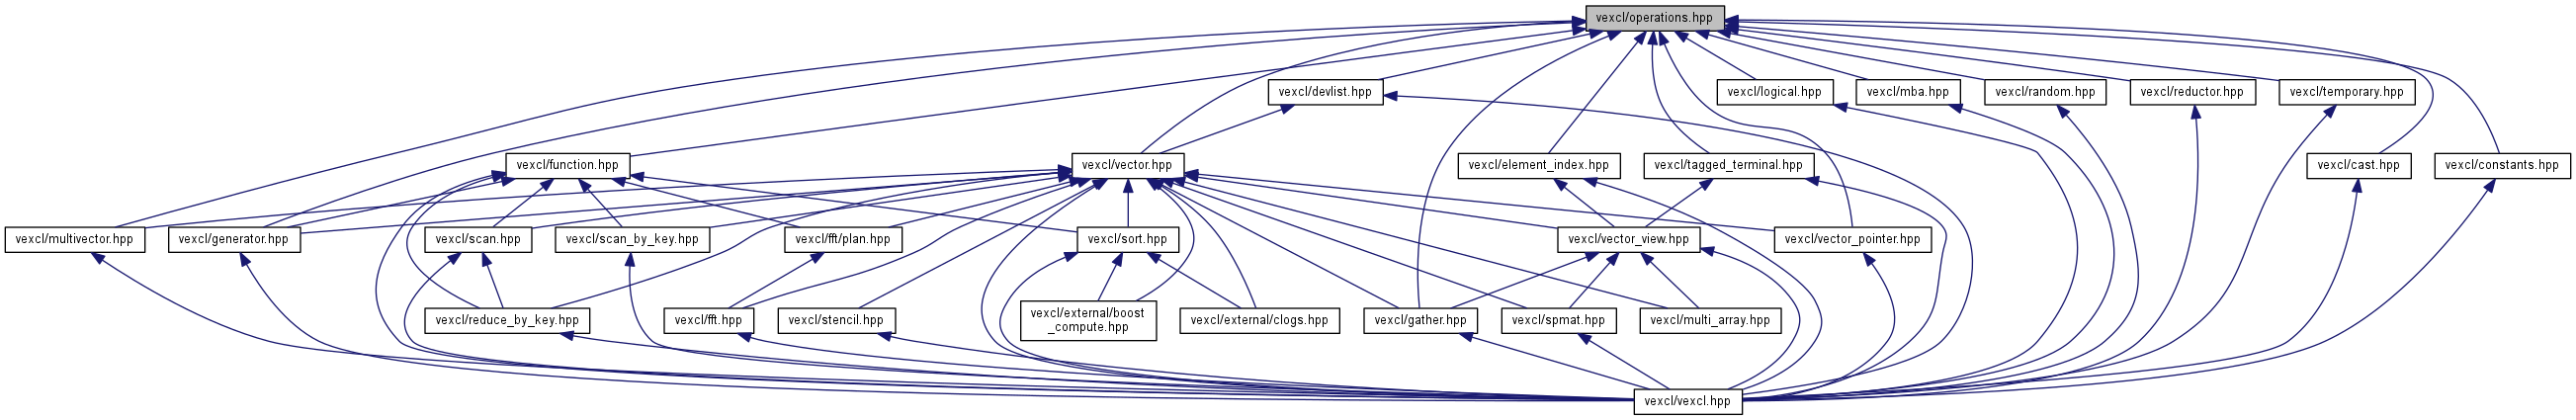 vexcl/operations.hpp
vexcl/devlist.hpp
vexcl/logical.hpp
vexcl/mba.hpp
vexcl/random.hpp
vexcl/reductor.hpp
vexcl/temporary.hpp
vexcl/function.hpp
vexcl/vector.hpp
vexcl/element_index.hpp
vexcl/tagged_terminal.hpp
vexcl/cast.hpp
vexcl/constants.hpp
vexcl/multivector.hpp
vexcl/generator.hpp
vexcl/scan.hpp
vexcl/scan_by_key.hpp
vexcl/fft/plan.hpp
vexcl/sort.hpp
vexcl/vector_view.hpp
vexcl/vector_pointer.hpp
vexcl/reduce_by_key.hpp
vexcl/fft.hpp
vexcl/stencil.hpp
vexcl/external/boost
_compute.hpp
vexcl/external/clogs.hpp
vexcl/gather.hpp
vexcl/spmat.hpp
vexcl/multi_array.hpp
vexcl/vexcl.hpp